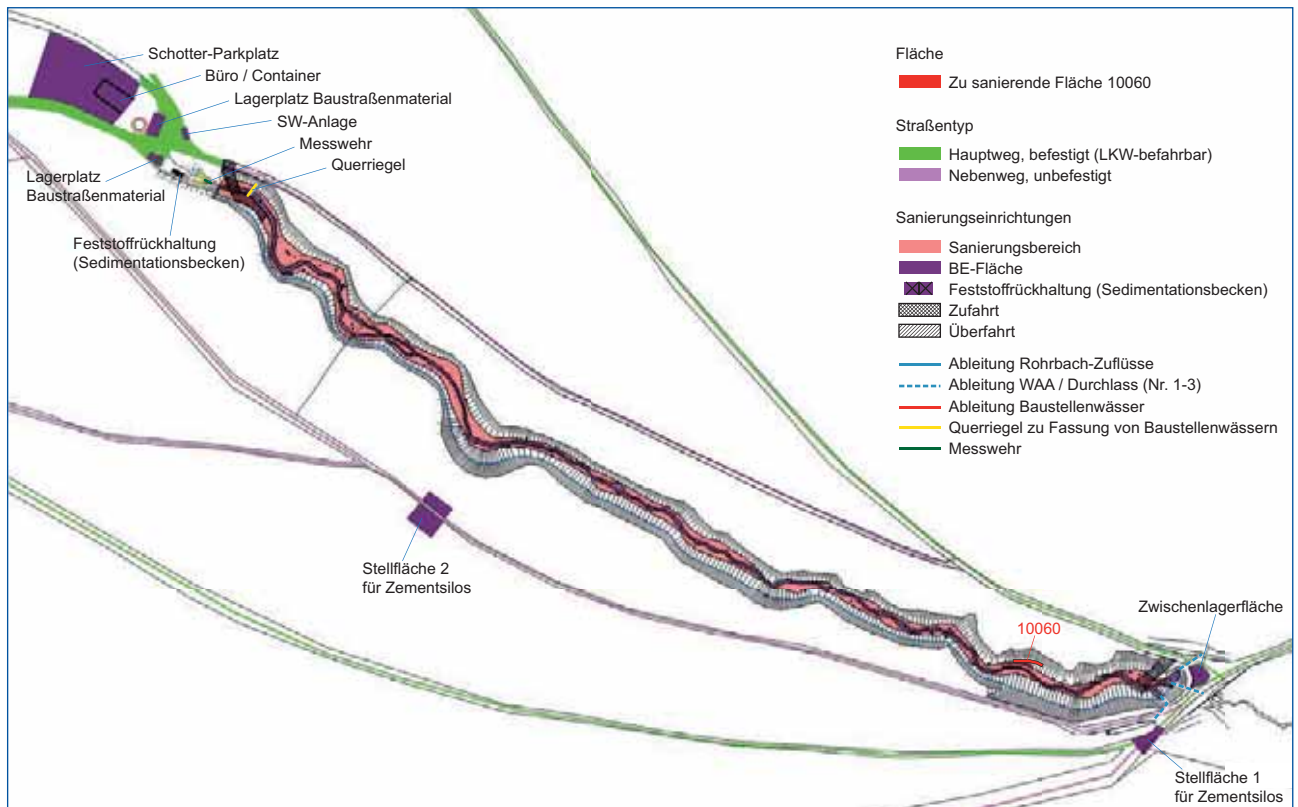 Schotter-Parkplatz
Büro / Container
Lagerplatz Baustraßenmaterial
SW-Anlage
Messwehr
Querriegel
Lagerplatz
Baustraßenmaterial
Feststoffrückhaltung
(Sedimentationsbecken)
Fläche
Zu sanierende Fläche 10060
Straßentyp
Hauptweg, befestigt (LKW-befahrbar)
Nebenweg, unbefestigt
Sanierungseinrichtungen
Sanierungsbereich
BE-Fläche
Feststoffrückhaltung (Sedimentationsbecken)
Zufahrt
Überfahrt
Ableitung Rohrbach-Zuflüsse
Ableitung WAA / Durchlass (Nr. 1-3)
Ableitung Baustellenwässer
Querriegel zu Fassung von Baustellenwässern
Messwehr
Stellfläche 2
für Zementsilos
10060
Zwischenlagerfläche
Stellfläche 1
für Zementsilos